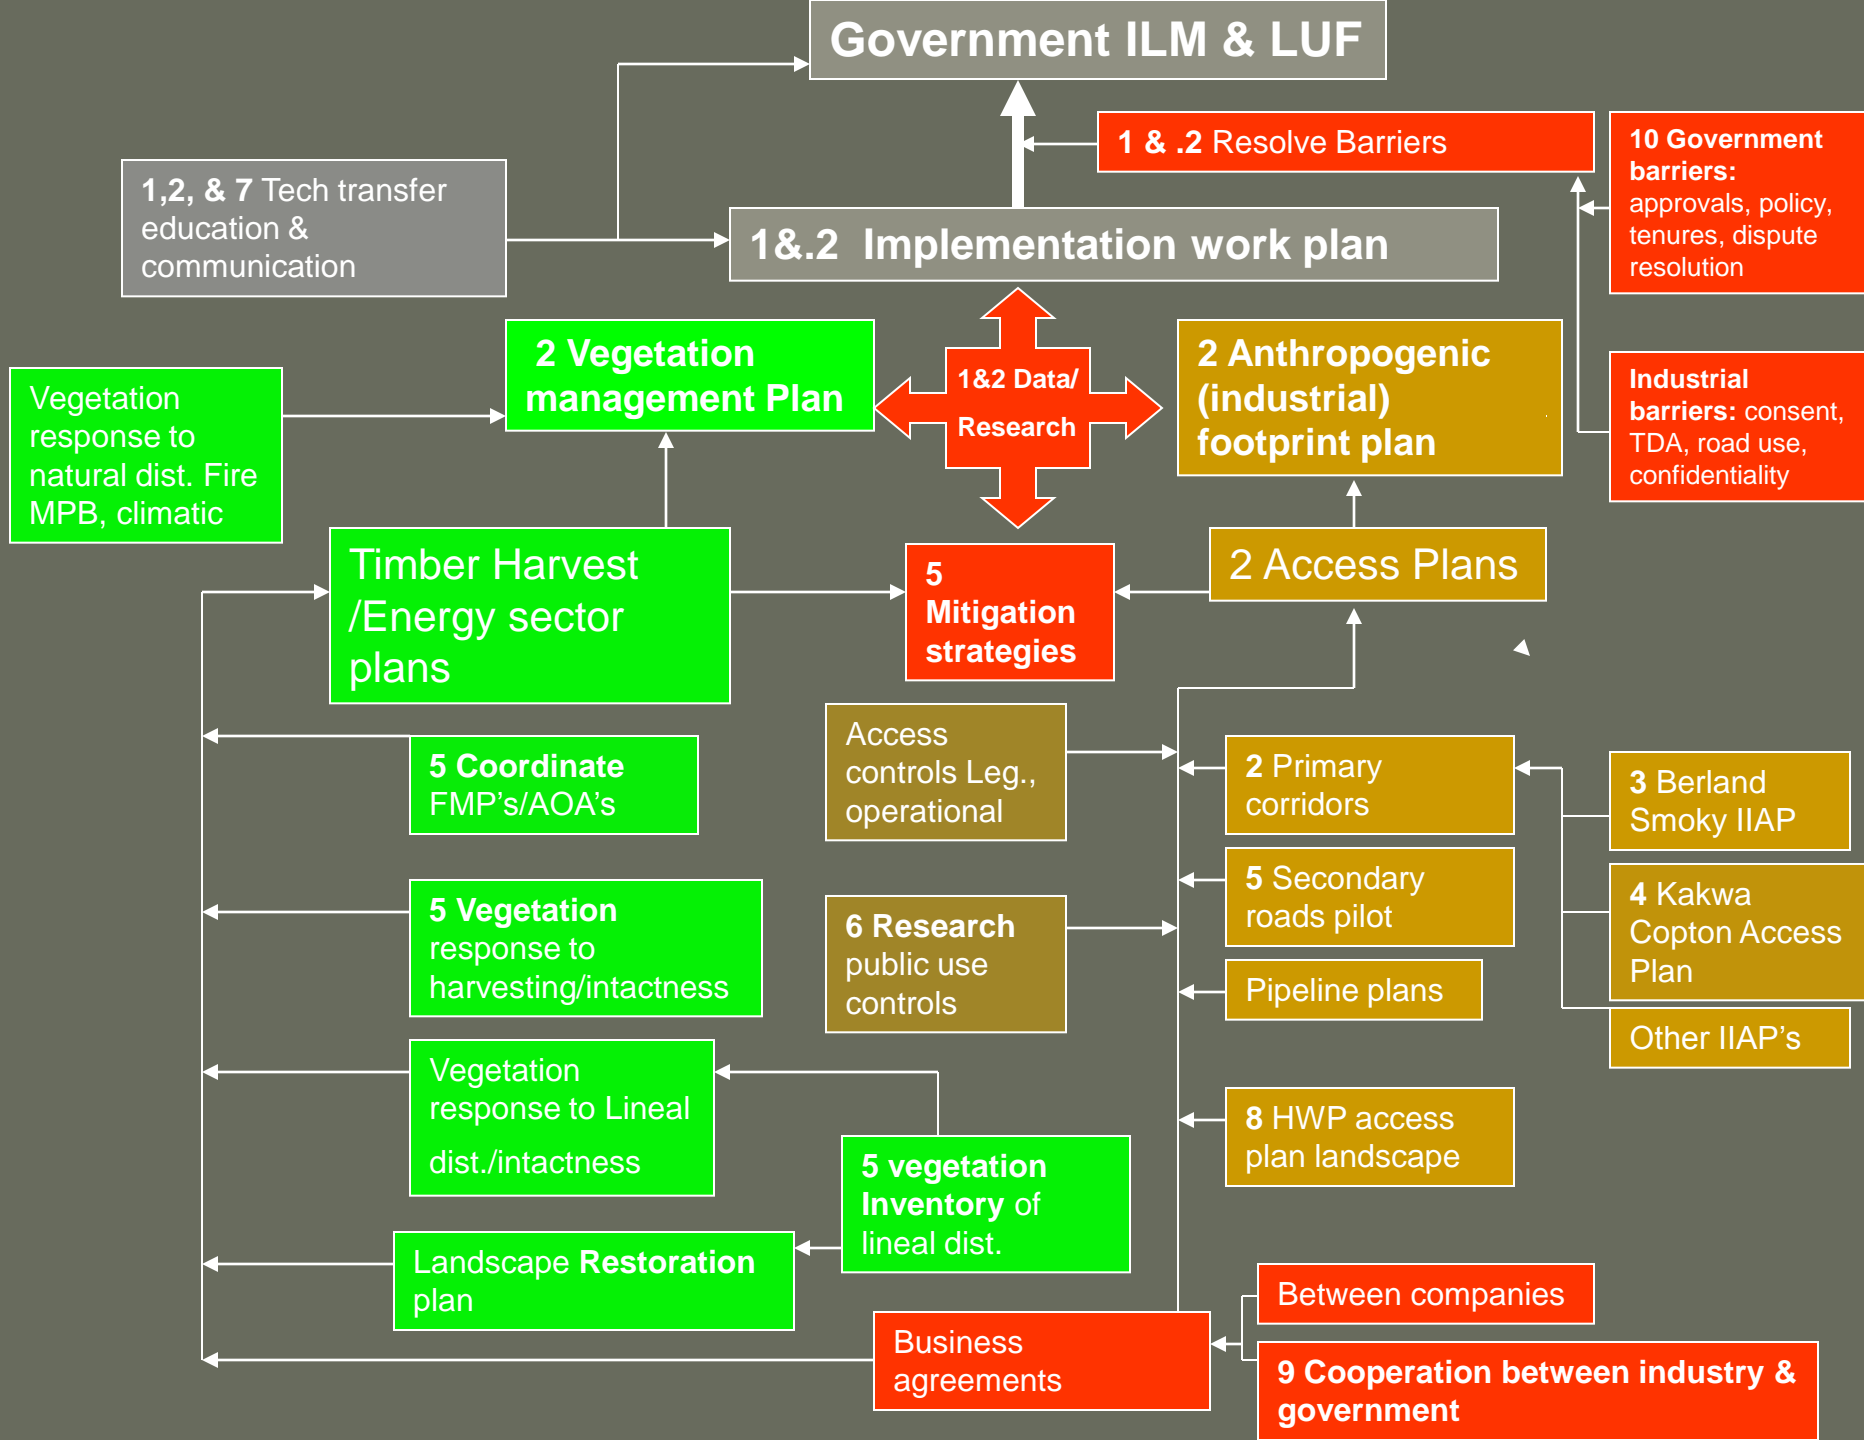 Government ILM & LUF
1 & .2 Resolve Barriers
10 Government
barriers:
approvals, policy,
tenures, dispute
resolution
1,2, & 7 Tech transfer
education &
communication
1&.2 Implementation work plan
2 Vegetation
management Plan
1&2 Data/
Research
2 Anthropogenic
(industrial)
footprint plan
Industrial
barriers: consent,
TDA, road use,
confidentiality
Vegetation
response to
natural dist. Fire
MPB, climatic
Timber Harvest
/Energy sector
plans
5
Mitigation
strategies
2 Access Plans
5 Coordinate
FMP's/AOA's
Access
controls Leg.,
operational
2 Primary
corridors
3 Berland
Smoky IIAP
5 Vegetation
response to
harvesting/intactness
6 Research
public use
controls
5 Secondary
roads pilot
4 Kakwa
Copton Access
Plan
Pipeline plans
Other IIAP's
Vegetation
response to Lineal
dist./intactness
5 vegetation
Inventory of
lineal dist.
8 HWP access
plan landscape
Landscape Restoration
plan
Business
agreements
Between companies
9 Cooperation between industry &
government